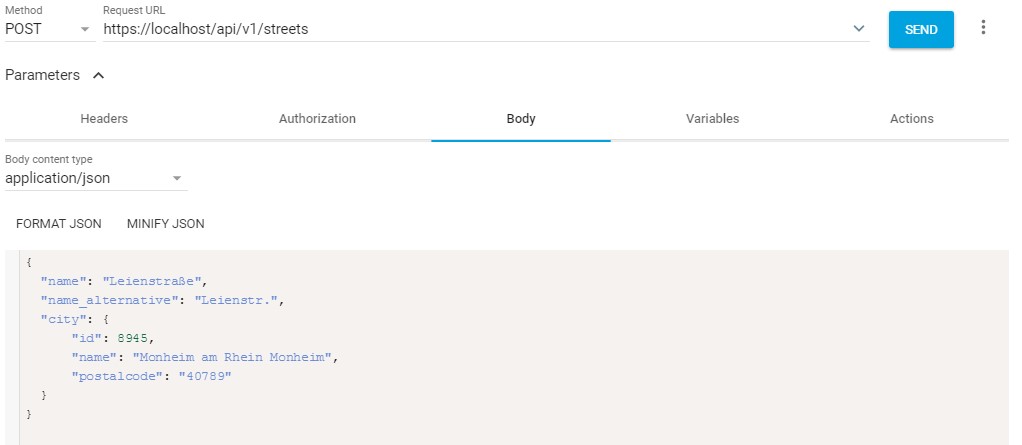 Method Request URL
POST https://localhost/api/v1/streets SEND
Parameters
Headers Authorization Body Variables Actions
Body content type
application/json
FORMAT JSON MINIFY JSON
{
"name": "Leienstraße",
"name_alternative": "Leienstr.",
"city": {
"id": 8945,
"name": "Monheim am Rhein Monheim",
"postalcode": "40789"
}
}